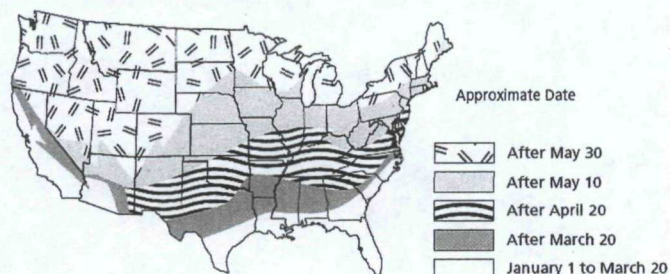 Approximate Date
After May 30
After May 10
After April 20
After March 20
January 1 to March 20